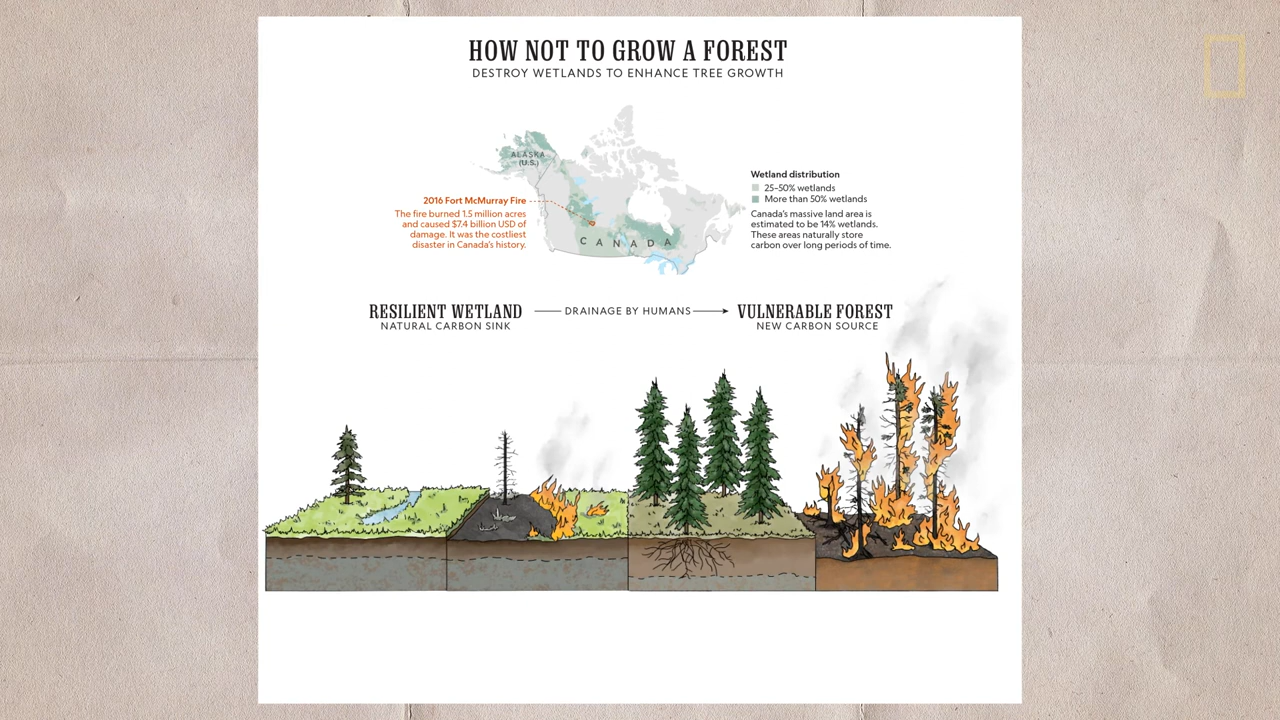 HOW NOT TO GROW A FOREST
DESTROY WETLANDS TO ENHANCE TREE GROWTH
ALASKA
(U.S.)
2016 Fort McMurray Fire
The fire burned 1.5 million acres
and caused $7.4 billion USD of
damage. It was the costliest
disaster in Canada's history.
CANADA
Wetland distribution
25–50% wetlands
More than 50% wetlands
Canada's massive land area is
estimated to be 14% wetlands.
These areas naturally store
carbon over long periods of time.
RESILIENT WETLAND
NATURAL CARBON SINK
DRAINAGE BY HUMANS
VULNERABLE FOREST
NEW CARBON SOURCE